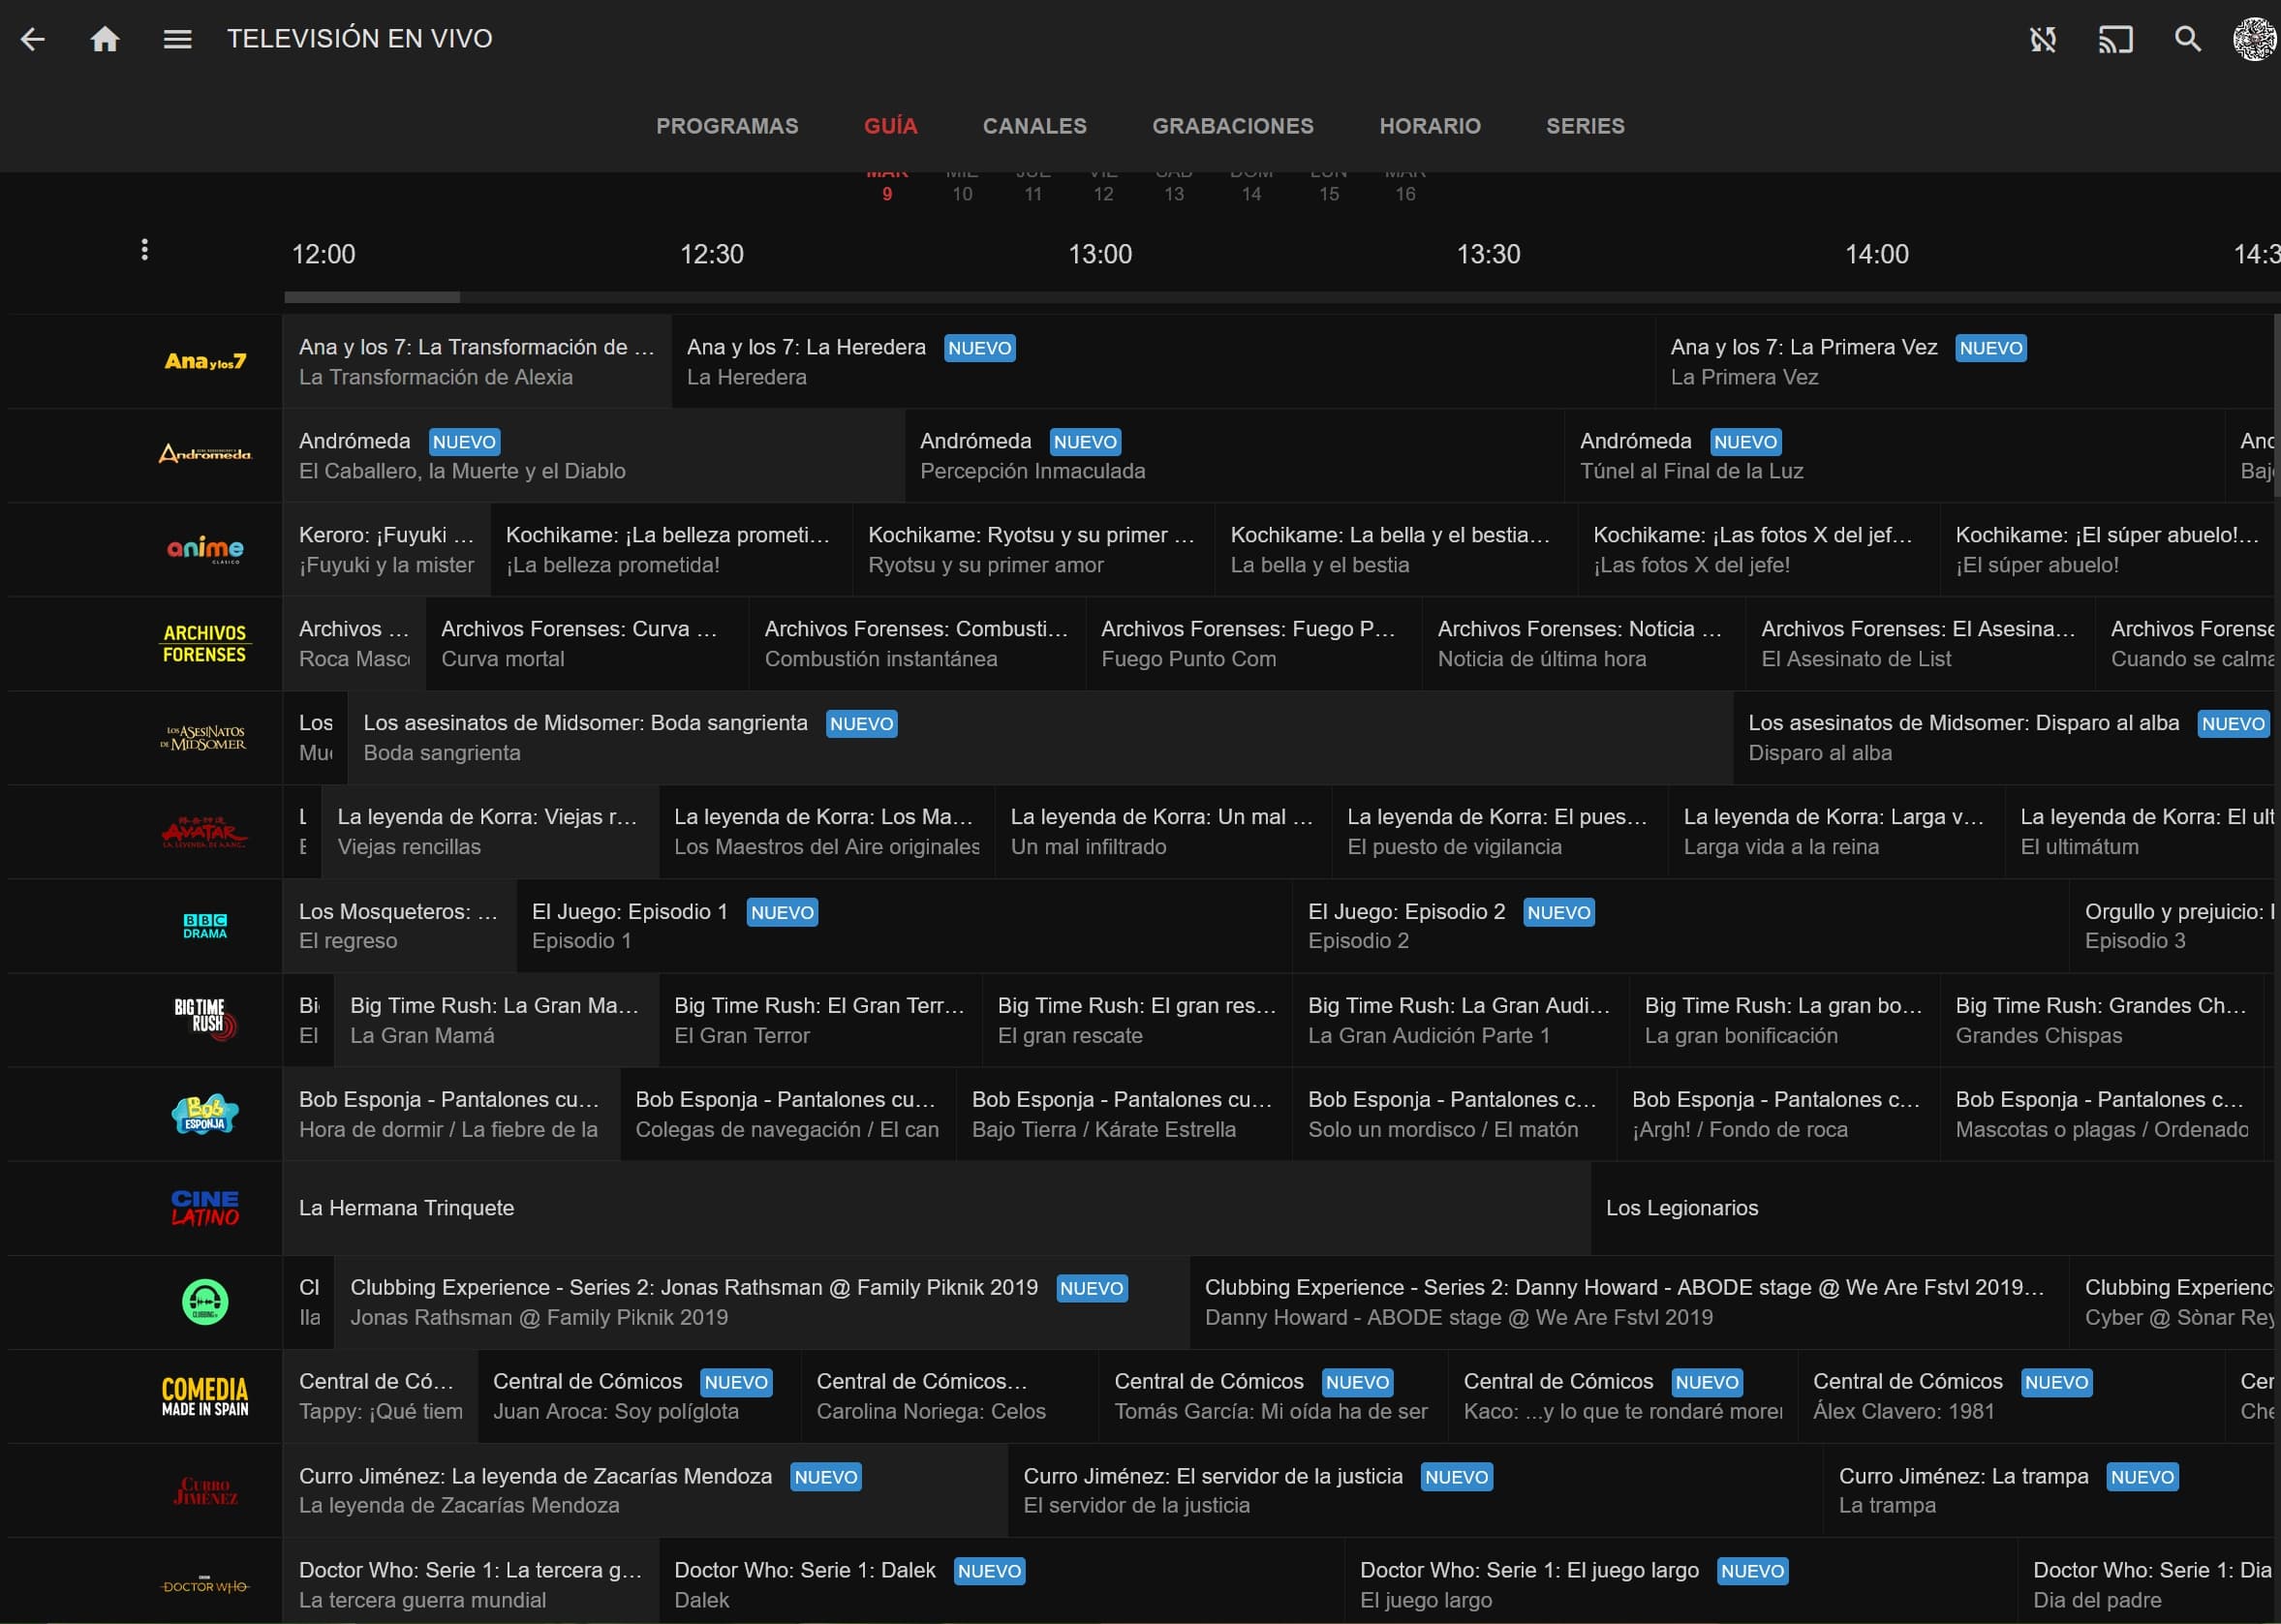 TELEVISIÓN EN VIVO
PROGRAMAS GUÍA CANALES GRABACIONES HORARIO SERIES
MAR MIÉ JUE VIE SÁB DOM LUN MAR
9 10 11 12 13 14 15 16
12:00 12:30 13:00 13:30 14:00 14:3
Ana y los 7
Ana y los 7: La Transformación de ... Ana y los 7: La Heredera NUEVO Ana y los 7: La Primera Vez NUEVO
La Transformación de Alexia La Heredera La Primera Vez
Andromeda
Andrómeda NUEVO Andrómeda NUEVO Andrómeda NUEVO
El Caballero, la Muerte y el Diablo Percepción Inmaculada Túnel al Final de la Luz
anime
CLÁSICO
Keroro: ¡Fuyuki ... Kochikame: ¡La belleza prometi... Kochikame: Ryotsu y su primer ... Kochikame: La bella y el bestia... Kochikame: ¡Las fotos X del jef... Kochikame: ¡El súper abuelo!...
¡Fuyuki y la mister ¡La belleza prometida! Ryotsu y su primer amor La bella y el bestia ¡Las fotos X del jefe! ¡El súper abuelo!
ARCHIVOS
FORENSES
Archivos ... Archivos Forenses: Curva ... Archivos Forenses: Combusti... Archivos Forenses: Fuego P... Archivos Forenses: Noticia ... Archivos Forenses: El Asesina... Archivos Forense
Roca Masc Curva mortal Combustión instantánea Fuego Punto Com Noticia de última hora El Asesinato de List Cuando se calma
LOS ASESINATOS
DE MIDSOMER
Los Los asesinatos de Midsomer: Boda sangrienta NUEVO Los asesinatos de Midsomer: Disparo al alba NUEVO
Boda sangrienta Disparo al alba
AVATAR
LA LEYENDA DE AANG
La leyenda de Korra: Viejas r... La leyenda de Korra: Los Ma... La leyenda de Korra: Un mal ... La leyenda de Korra: El pues... La leyenda de Korra: Larga v... La leyenda de Korra: El ult
Viejas rencillas Los Maestros del Aire originales Un mal infiltrado El puesto de vigilancia Larga vida a la reina El ultimátum
BBC
DRAMA
Los Mosqueteros: ... El Juego: Episodio 1 NUEVO El Juego: Episodio 2 NUEVO Orgullo y prejuicio:
El regreso Episodio 1 Episodio 2 Episodio 3
BIG TIME
RUSH
Bi Big Time Rush: La Gran Ma... Big Time Rush: El Gran Terr... Big Time Rush: El gran res... Big Time Rush: La Gran Audi... Big Time Rush: La gran bo... Big Time Rush: Grandes Ch...
El La Gran Mamá El Gran Terror El gran rescate La Gran Audición Parte 1 La gran bonificación Grandes Chispas
Bob
ESPONJA
Bob Esponja - Pantalones cu... Bob Esponja - Pantalones cu... Bob Esponja - Pantalones cu... Bob Esponja - Pantalones c... Bob Esponja - Pantalones c... Bob Esponja - Pantalones c...
Hora de dormir / La fiebre de la Colegas de navegación / El can Bajo Tierra / Kárate Estrella Solo un mordisco / El matón ¡Argh! / Fondo de roca Mascotas o plagas / Ordenado
CINE
LATINO
La Hermana Trinquete Los Legionarios
Cl Clubbing Experience - Series 2: Jonas Rathsman @ Family Piknik 2019 NUEVO Clubbing Experience - Series 2: Danny Howard - ABODE stage @ We Are Fstvl 2019... Clubbing Experienc
Ila Jonas Rathsman @ Family Piknik 2019 Danny Howard - ABODE stage @ We Are Fstvl 2019 Cyber @ Sònar Rey
COMEDIA
MADE IN SPAIN
Central de Có... Central de Cómicos NUEVO Central de Cómicos... Central de Cómicos NUEVO Central de Cómicos NUEVO Central de Cómicos NUEVO Cer
Tappy: ¡Qué tiem Juan Aroca: Soy políglota Carolina Noriega: Celos Tomás García: Mi oída ha de ser Kaco: ...y lo que te rondaré morer Álex Clavero: 1981 Che
CURRO
JIMÉNEZ
Curro Jiménez: La leyenda de Zacarías Mendoza NUEVO Curro Jiménez: El servidor de la justicia NUEVO Curro Jiménez: La trampa NUEVO
La leyenda de Zacarías Mendoza El servidor de la justicia La trampa
DOCTOR WHO
Doctor Who: Serie 1: La tercera g... Doctor Who: Serie 1: Dalek NUEVO Doctor Who: Serie 1: El juego largo NUEVO Doctor Who: Serie 1: Dia
La tercera guerra mundial Dalek El juego largo Dia del padre